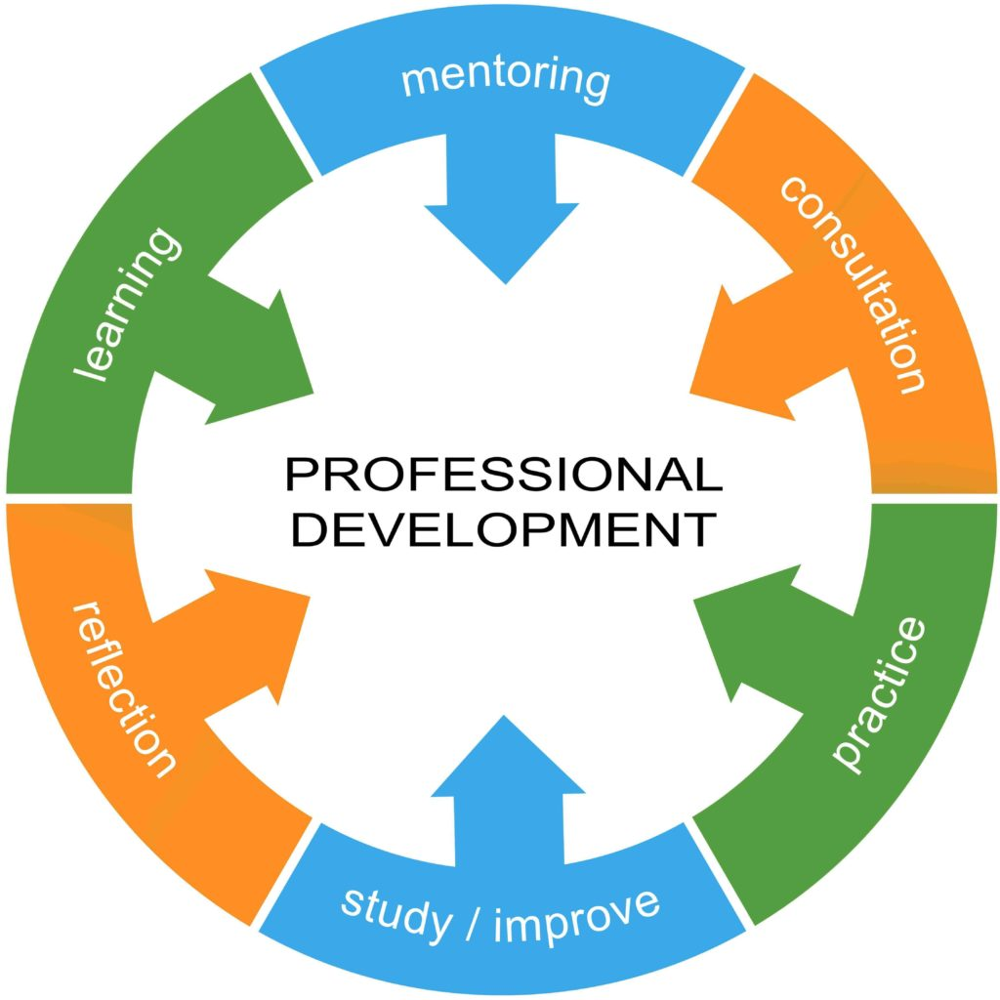 mentoring
consultation
learning
PROFESSIONAL
DEVELOPMENT
reflection
practice
study / improve